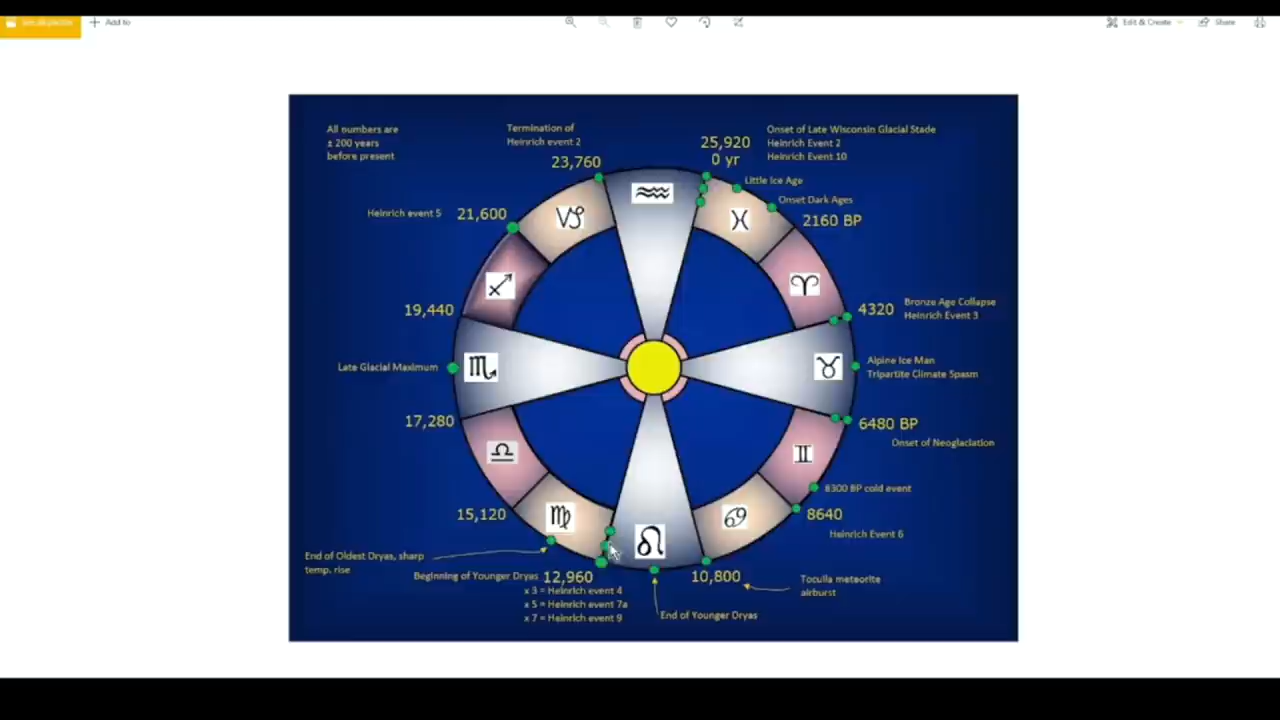 Add to
Edit & Create
Share
All numbers are
± 200 years
before present
Termination of
Heinrich event 2
23,760
25,920
0 yr
Onset of Late Wisconsin Glacial Stade
Heinrich Event 2
Heinrich Event 10
Little Ice Age
Onset Dark Ages
2160 BP
Heinrich event 5
21,600
19,440
4320
Bronze Age Collapse
Heinrich Event 3
Late Glacial Maximum
Alpine Ice Man
Tripartite Climate Spasm
17,280
6480 BP
Onset of Neoglaciation
8300 BP cold event
15,120
8640
Heinrich Event 6
End of Oldest Dryas, sharp
temp. rise
Beginning of Younger Dryas
12,960
x 3 = Heinrich event 4
x 5 = Heinrich event 7a
x 7 = Heinrich event 9
10,800
meteorite
airburst
End of Younger Dryas